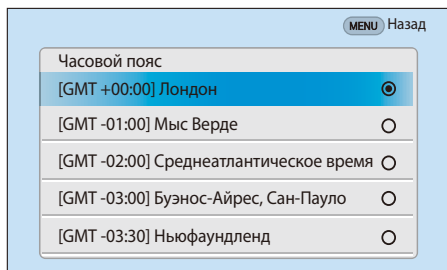 MENU Назад
Часовой пояс
[GMT +00:00] Лондон
[GMT -01:00] Мыс Верде
[GMT -02:00] Среднеатлантическое время
[GMT -03:00] Буэнос-Айрес, Сан-Пауло
[GMT -03:30] Ньюфаундленд